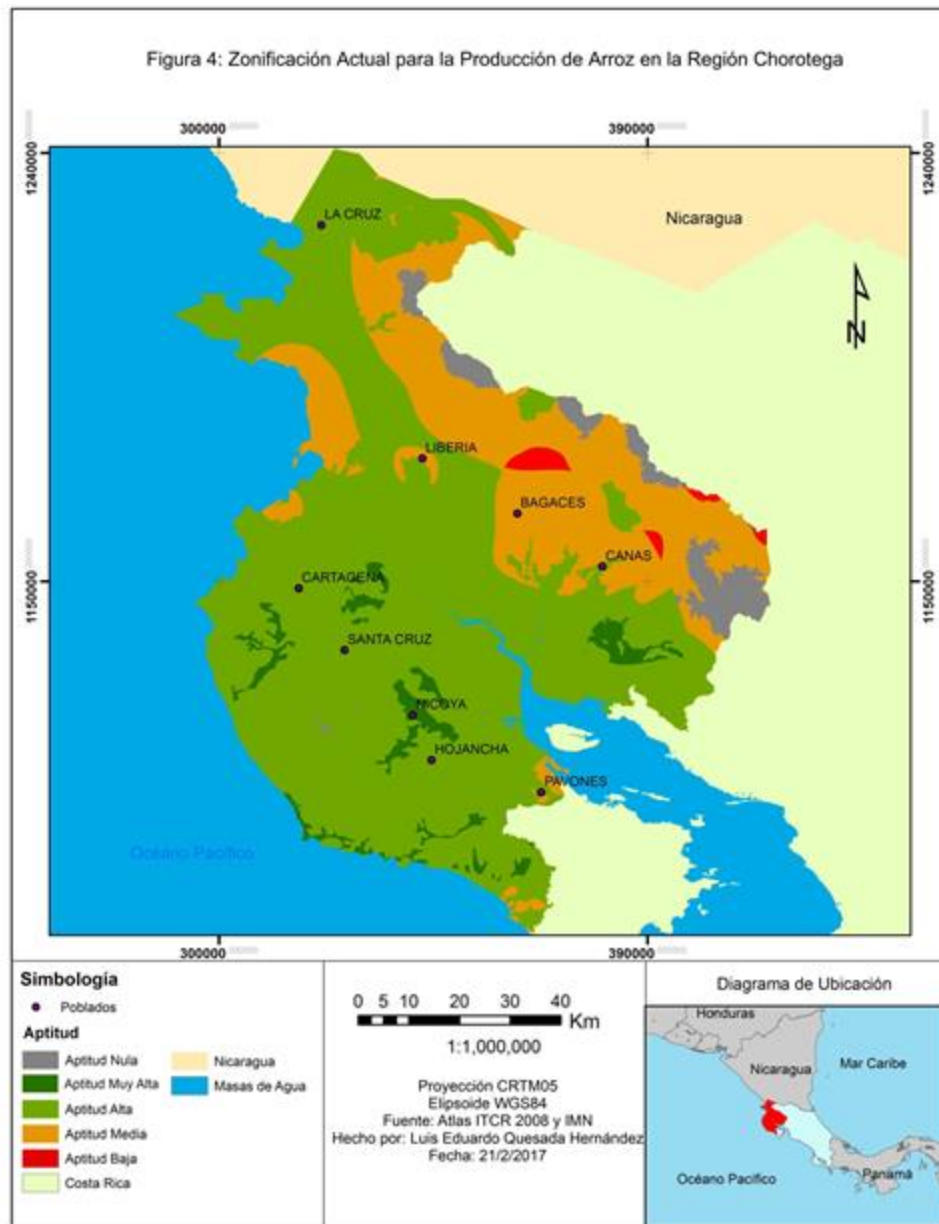 Figura 4: Zonificación Actual para la Producción de Arroz en la Región Chorotega
300000
390000
1240000
1240000
Nicaragua
LA CRUZ
N
LIBERIA
BAGACES
CANAS
CARTAGENA
1150000
1150000
SANTA CRUZ
NICOYA
HOJANCHA
PAVONES
Océano Pacífico
300000
390000
Simbología
Poblados
Aptitud
Aptitud Nula
Aptitud Muy Alta
Aptitud Alta
Aptitud Media
Aptitud Baja
Costa Rica
Nicaragua
Masas de Agua
0 5 10 20 30 40
Km
1:1,000,000
Proyección CRTM05
Elipsoide WGS84
Fuente: Atlas ITCR 2008 y IMN
Hecho por: Luis Eduardo Quesada Hernández
Fecha: 21/2/2017
Diagrama de Ubicación
Honduras
Nicaragua
Mar Caribe
Océano Pacífico
Panamá